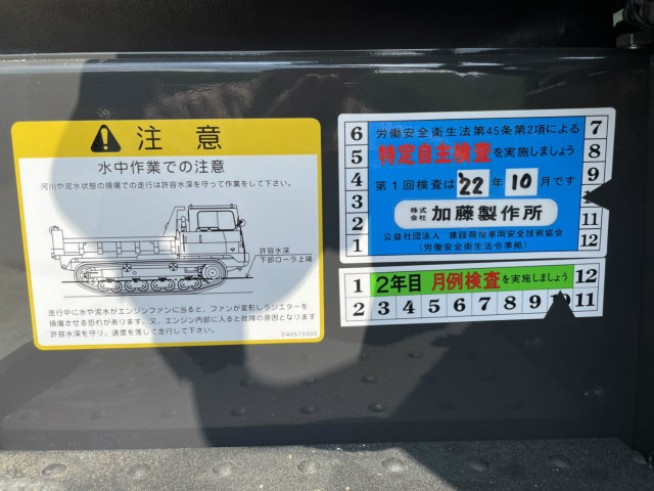 注意
水中作業での注意
河川や流水状態の現場での走行は許容水深を守って作業をして下さい。
許容水深
下部ローラ上端
走行中に水や流水がエンジンファンに当ると、ファンが変形しラジエターを
損傷させる恐れがあります。又、エンジン内部に入ると故障の原因となります
許容水深を守り、速度を落して走行して下さい。
6 労働安全衛生法第45条第2項による 7
5 特定自主検査を実施しましょう 8
4 第1回検査は'22年10月です 9
3
2 株式会社 加藤製作所 11
1 公益社団法人 建設荷役車両安全技術協会 12
(労働安全衛生法令準拠)
1 2年目 月例検査を実施しましょう 12
2 3 4 5 6 7 8 9 10 11